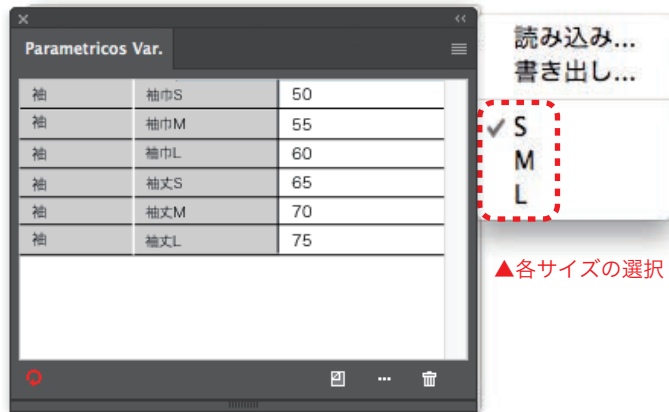 Parametricos Var.
袖 袖巾S 50
袖 袖巾M 55
袖 袖巾L 60
袖 袖丈S 65
袖 袖丈M 70
袖 袖丈L 75
読み込み...
書き出し...
✓ S
M
L
▲各サイズの選択